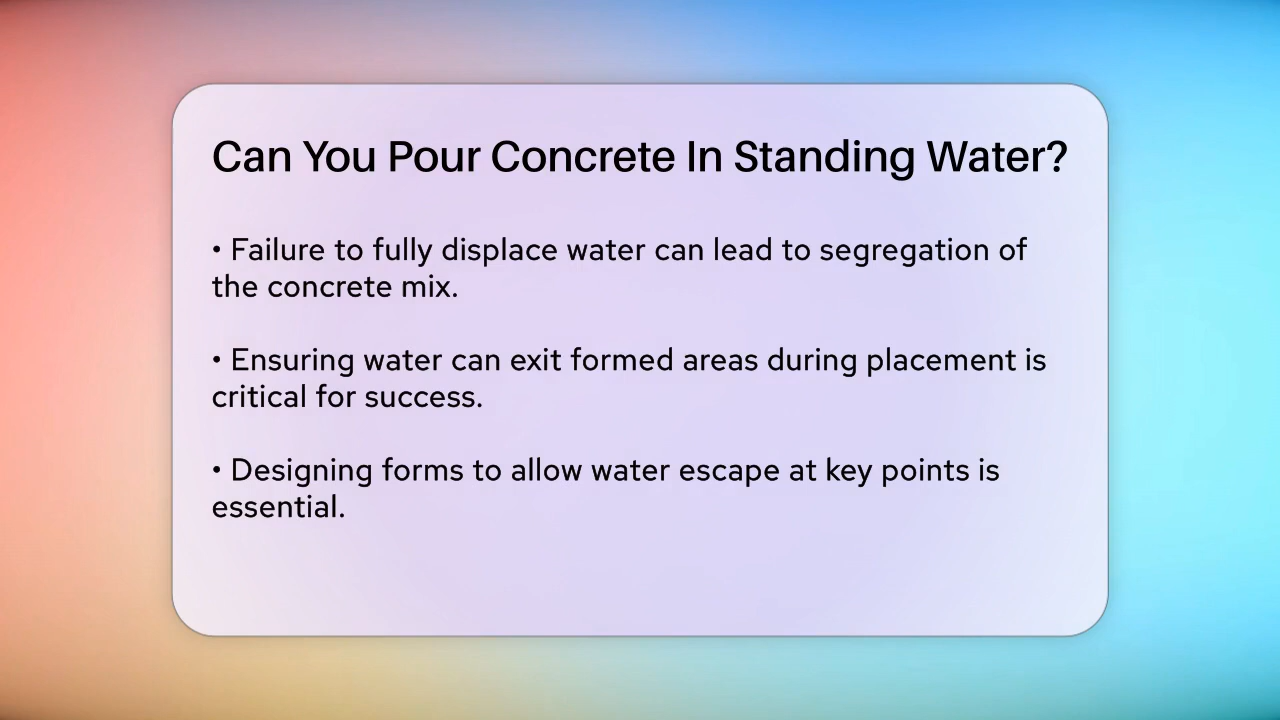 Can You Pour Concrete In Standing Water?
• Failure to fully displace water can lead to segregation of
the concrete mix.
• Ensuring water can exit formed areas during placement is
critical for success.
• Designing forms to allow water escape at key points is
essential.